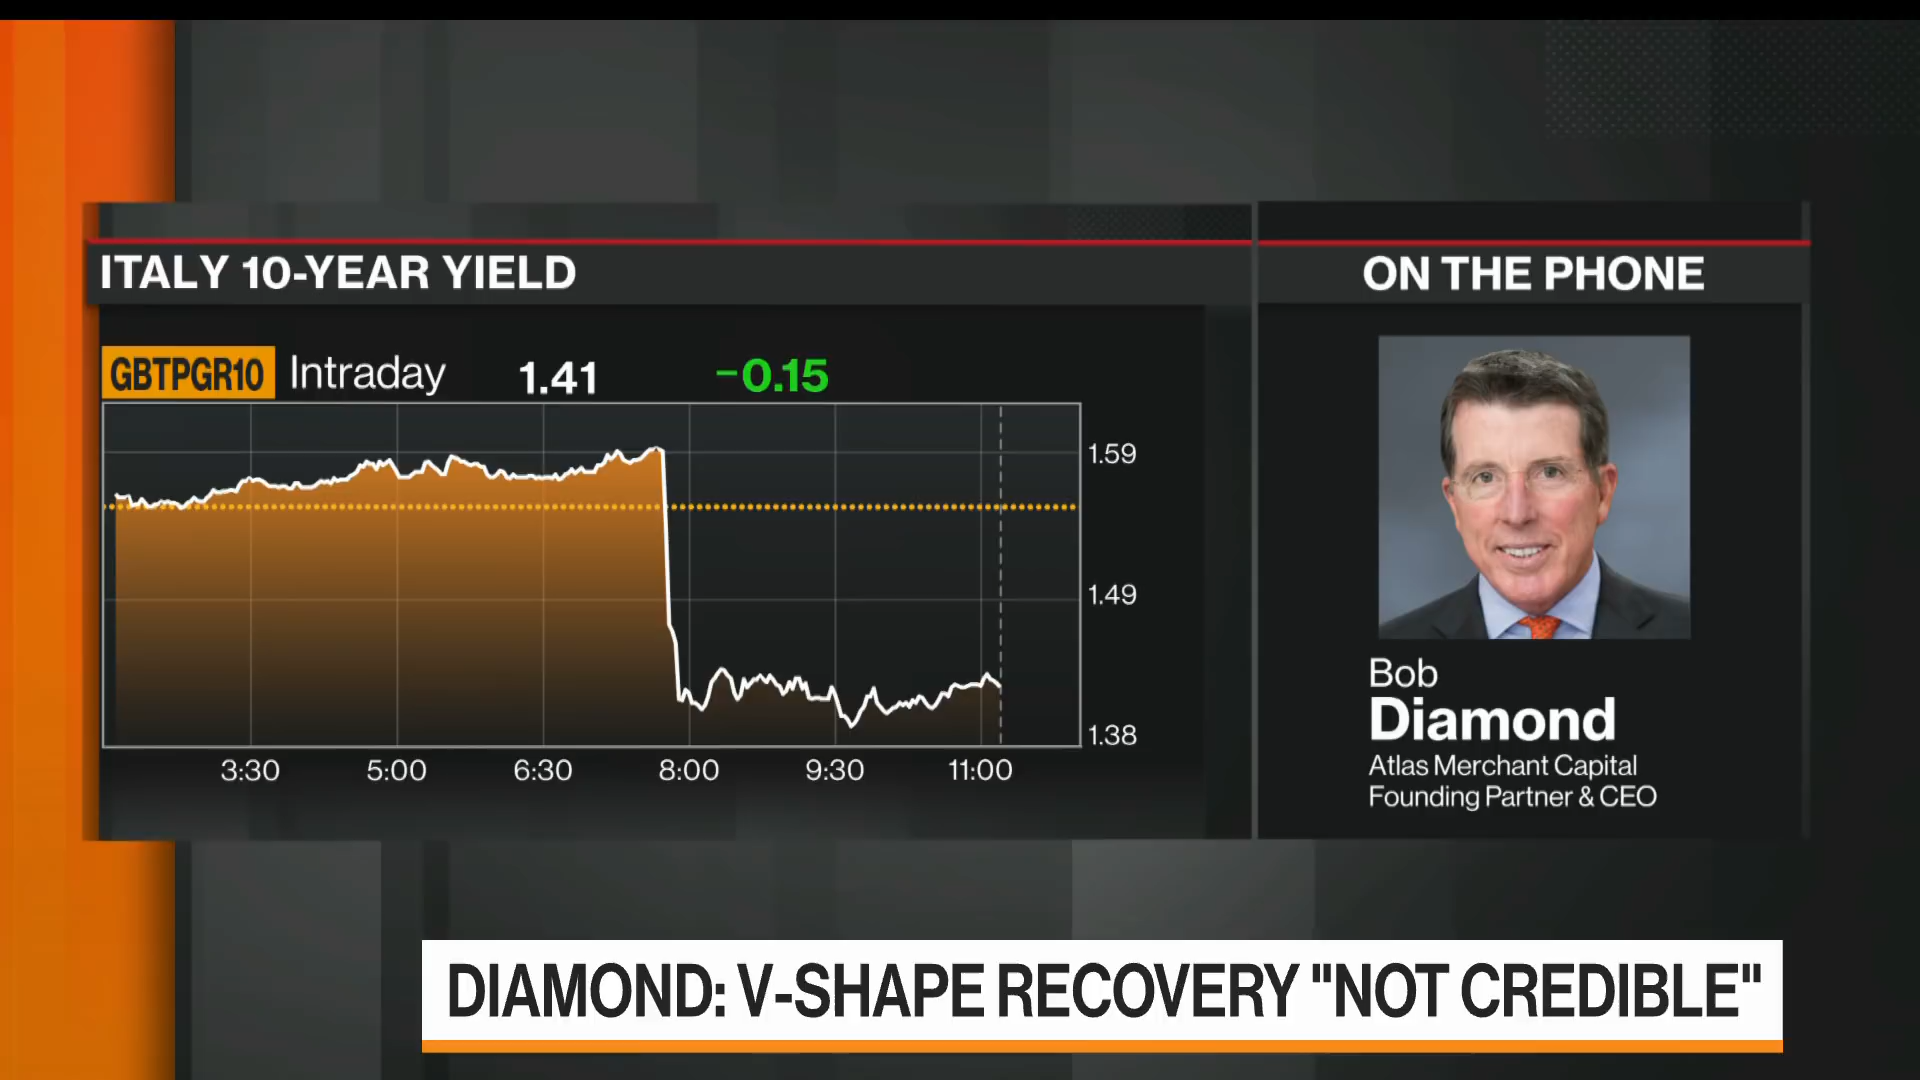 ITALY 10-YEAR YIELD
GBTPGR10 Intraday 1.41 -0.15
1.59
1.49
1.38
3:30 5:00 6:30 8:00 9:30 11:00
ON THE PHONE
Bob
Diamond
Atlas Merchant Capital
Founding Partner & CEO
DIAMOND: V-SHAPE RECOVERY "NOT CREDIBLE"